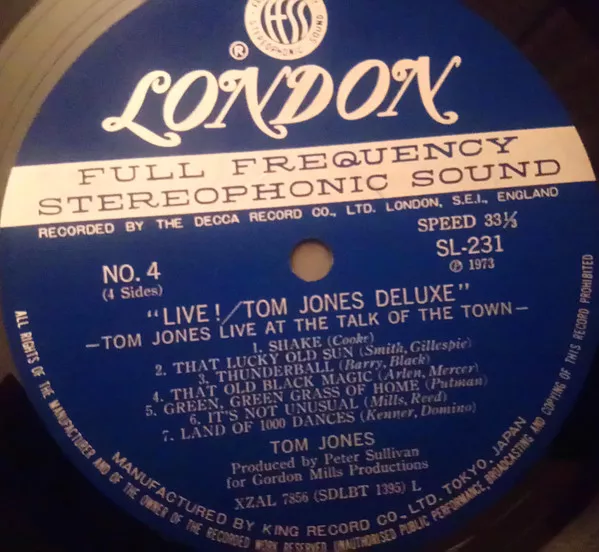 ffss
STEREOPHONIC SOUND
®
LONDON
FULL FREQUENCY
STEREOPHONIC SOUND
RECORDED BY THE DECCA RECORD CO., LTD. LONDON, S.E.I., ENGLAND
SPEED 33⅓
NO. 4
(4 Sides)
SL-231
℗ 1973
"LIVE!/TOM JONES DELUXE"
—TOM JONES LIVE AT THE TALK OF THE TOWN—
1. SHAKE (Cooke)
2. THAT LUCKY OLD SUN (Smith, Gillespie)
3. THUNDERBALL (Barry, Black)
4. THAT OLD BLACK MAGIC (Arlen, Mercer)
5. GREEN, GREEN GRASS OF HOME (Putman)
6. IT'S NOT UNUSUAL (Mills, Reed)
7. LAND OF 1000 DANCES (Kenner, Domino)
TOM JONES
Produced by Peter Sullivan
for Gordon Mills Productions
XZAL 7856 (SDLBT 1395) L
MANUFACTURED BY KING RECORD CO., LTD. TOKYO, JAPAN
ALL RIGHTS OF THE MANUFACTURER AND OF THE OWNER OF THE RECORDED WORK RESERVED. UNAUTHORISED PUBLIC PERFORMANCE, BROADCASTING AND COPYING OF THIS RECORD PROHIBITED